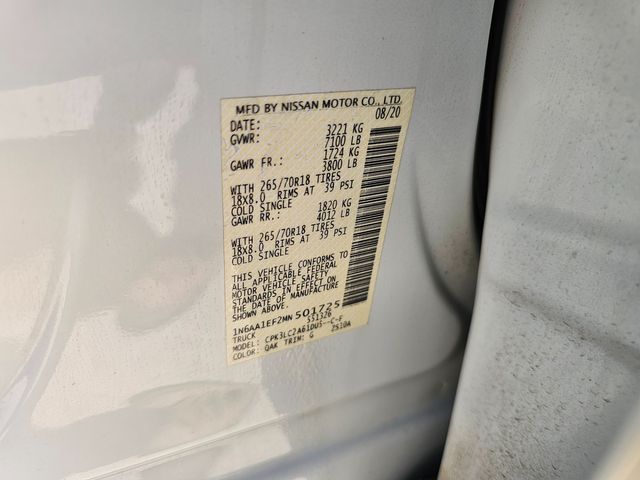 MFD BY NISSAN MOTOR CO., LTD.
DATE: 08/20
GVWR: 3221 KG
7100 LB
GAWR FR.: 1724 KG
3800 LB
WITH 265/70R18 TIRES
18X8.0 RIMS AT 39 PSI
COLD SINGLE
GAWR RR.: 1820 KG
4012 LB
WITH 265/70R18 TIRES
18X8.0 RIMS AT 39 PSI
COLD SINGLE
THIS VEHICLE CONFORMS TO
ALL APPLICABLE FEDERAL
MOTOR VEHICLE SAFETY
STANDARDS IN EFFECT ON
THE DATE OF MANUFACTURE
1N6AA1EF2MN501725
TRUCK 551326
MODEL: CPK3LC2A61DUS--C-F
COLOR: QAK TRIM: G 2S10A